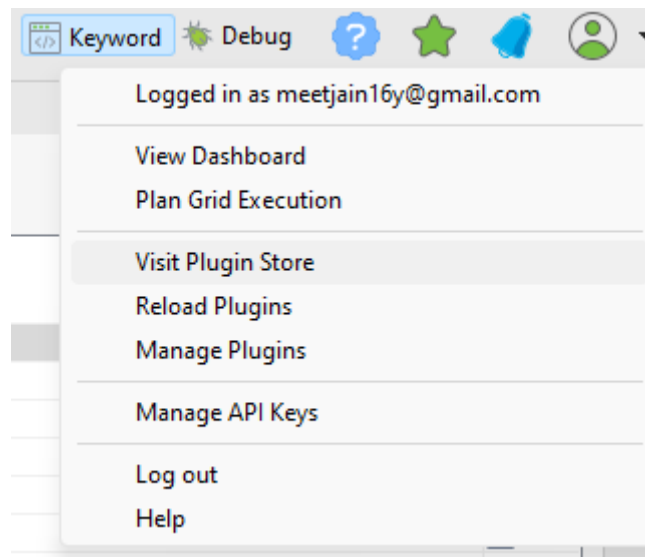 Keyword Debug ?
Logged in as meetjain16y@gmail.com
View Dashboard
Plan Grid Execution
Visit Plugin Store
Reload Plugins
Manage Plugins
Manage API Keys
Log out
Help